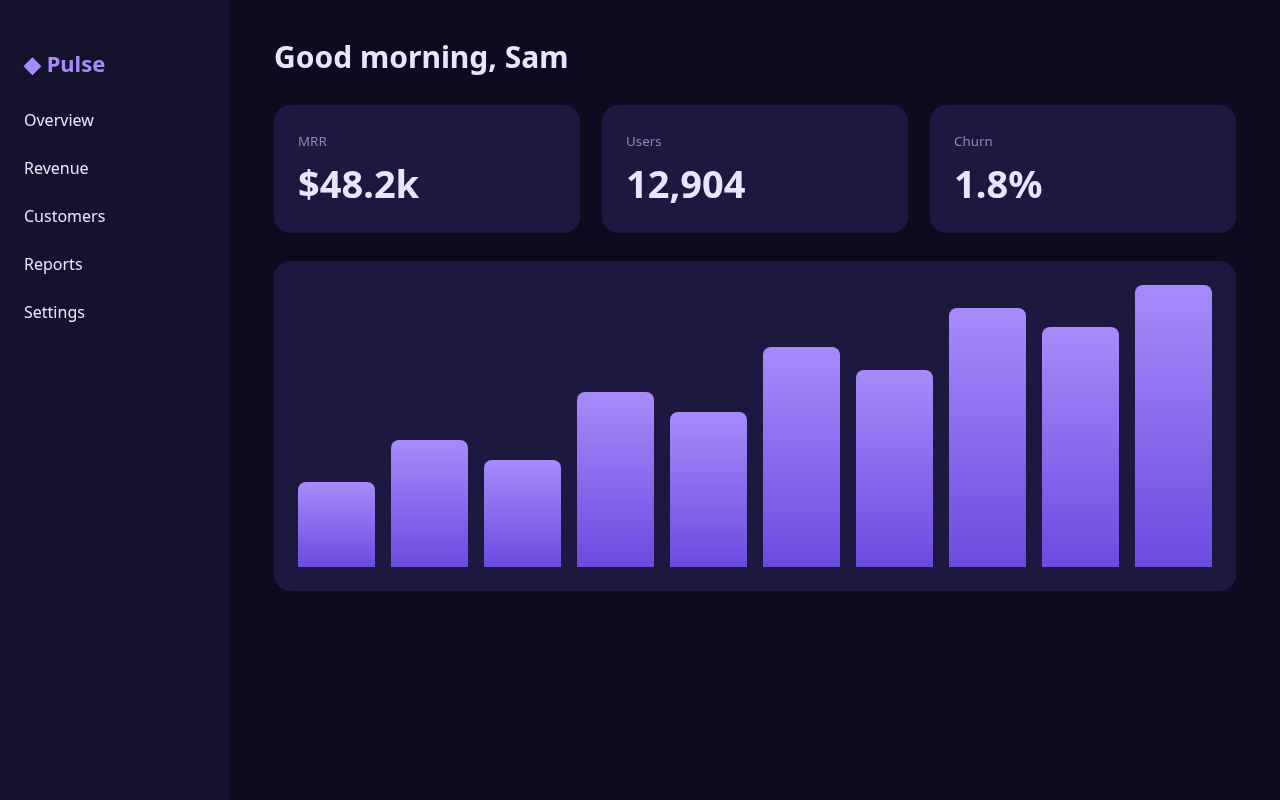 ◆ Pulse
Overview
Revenue
Customers
Reports
Settings
Good morning, Sam
MRR
$48.2k
Users
12,904
Churn
1.8%